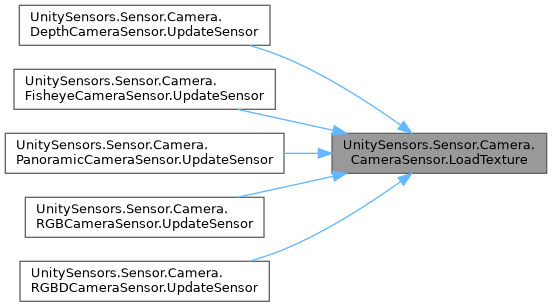 UnitySensors.Sensor.Camera.
DepthCameraSensor.UpdateSensor
UnitySensors.Sensor.Camera.
FisheyeCameraSensor.UpdateSensor
UnitySensors.Sensor.Camera.
PanoramicCameraSensor.UpdateSensor
UnitySensors.Sensor.Camera.
RGBCameraSensor.UpdateSensor
UnitySensors.Sensor.Camera.
RGBDCameraSensor.UpdateSensor
UnitySensors.Sensor.Camera.
CameraSensor.LoadTexture